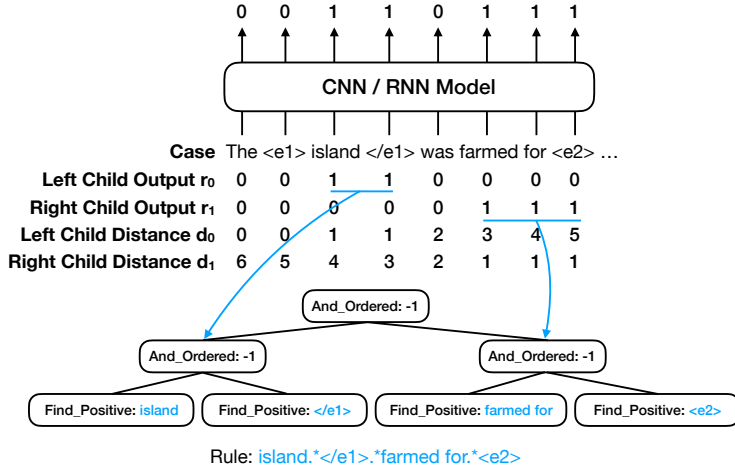 0 0 1 1 0 1 1 1
CNN / RNN Model
Case The <e1> island </e1> was farmed for <e2> ...
Left Child Output r₀ 0 0 1 1 0 0 0 0
Right Child Output r₁ 0 0 0 0 0 1 1 1
Left Child Distance d₀ 0 0 1 1 2 3 4 5
Right Child Distance d₁ 6 5 4 3 2 1 1 1
And_Ordered: -1
And_Ordered: -1 And_Ordered: -1
Find_Positive: island Find_Positive: </e1> Find_Positive: farmed for Find_Positive: <e2>
Rule: island.*</e1>.*farmed for.*<e2>